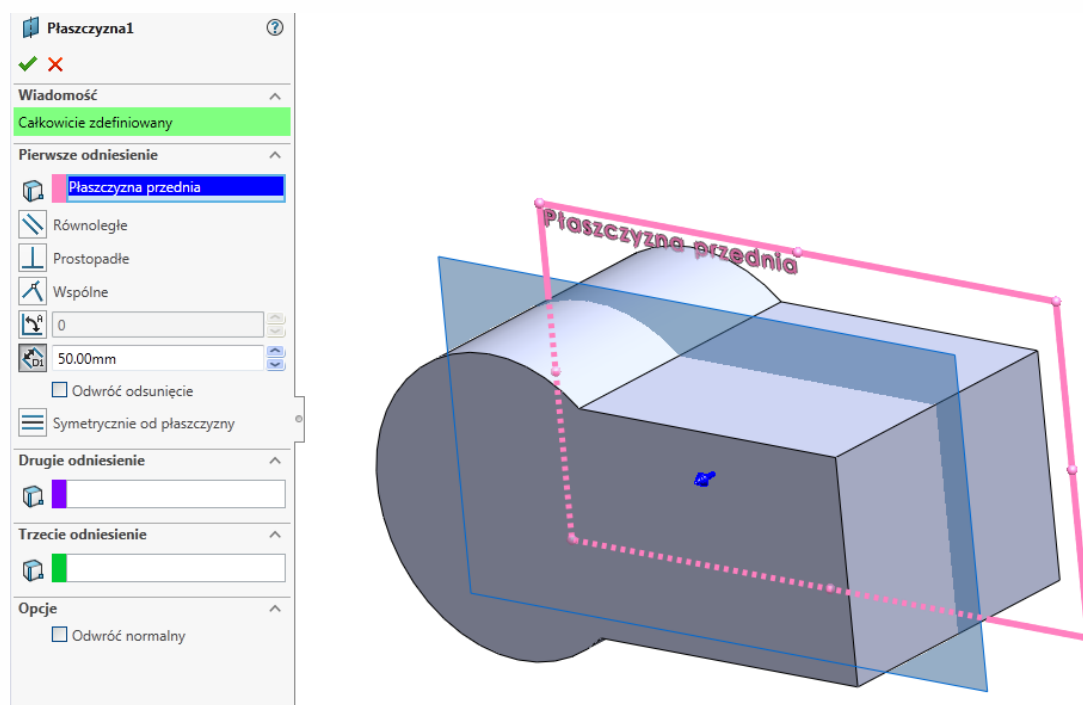 Płaszczyzna1
Wiadomość
Całkowicie zdefiniowany
Pierwsze odniesienie
Płaszczyzna przednia
Równoległe
Prostopadłe
Wspólne
0
50.00mm
Odwróć odsunięcie
Symetrycznie od płaszczyzny
Drugie odniesienie
Trzecie odniesienie
Opcje
Odwróć normalny
Płaszczyzna przednia